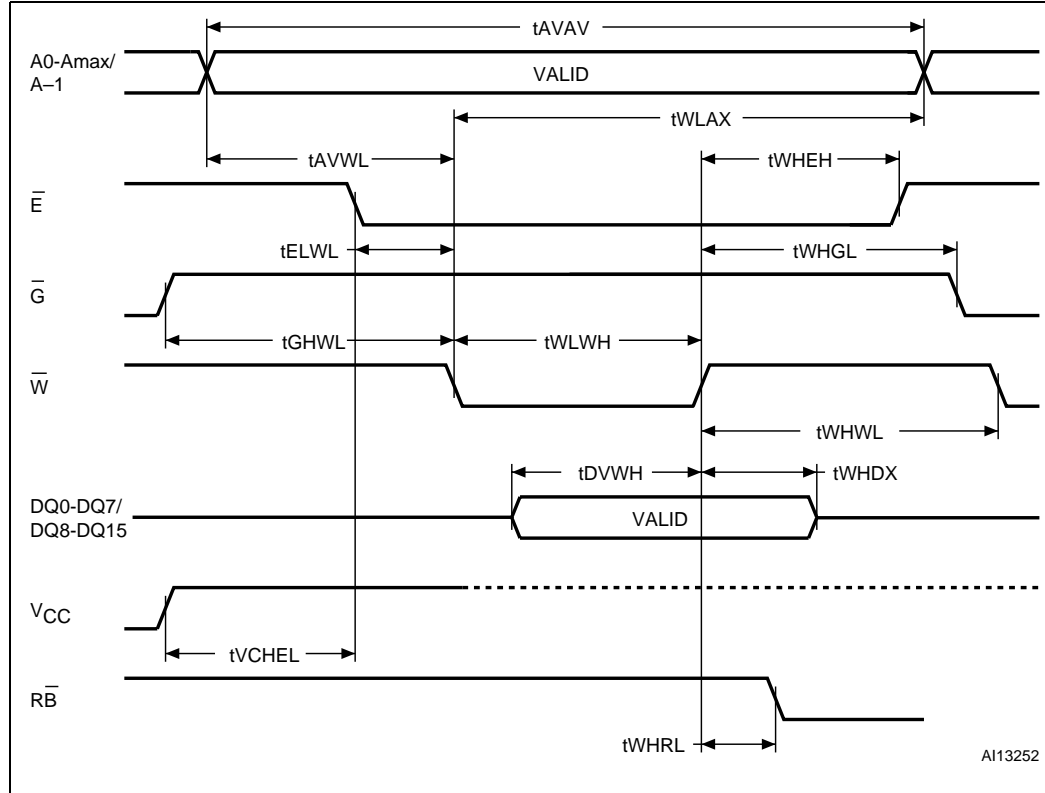 tAVAV
A0-Amax/
A–1
VALID
tWLAX
tAVWL
tWHEH
E̅
tELWL
tWHGL
G̅
tGHWL
tWLWH
W̅
tWHWL
tDVWH
tWHDX
DQ0-DQ7/
DQ8-DQ15
VALID
VCC
tVCHEL
RB̅
tWHRL
AI13252